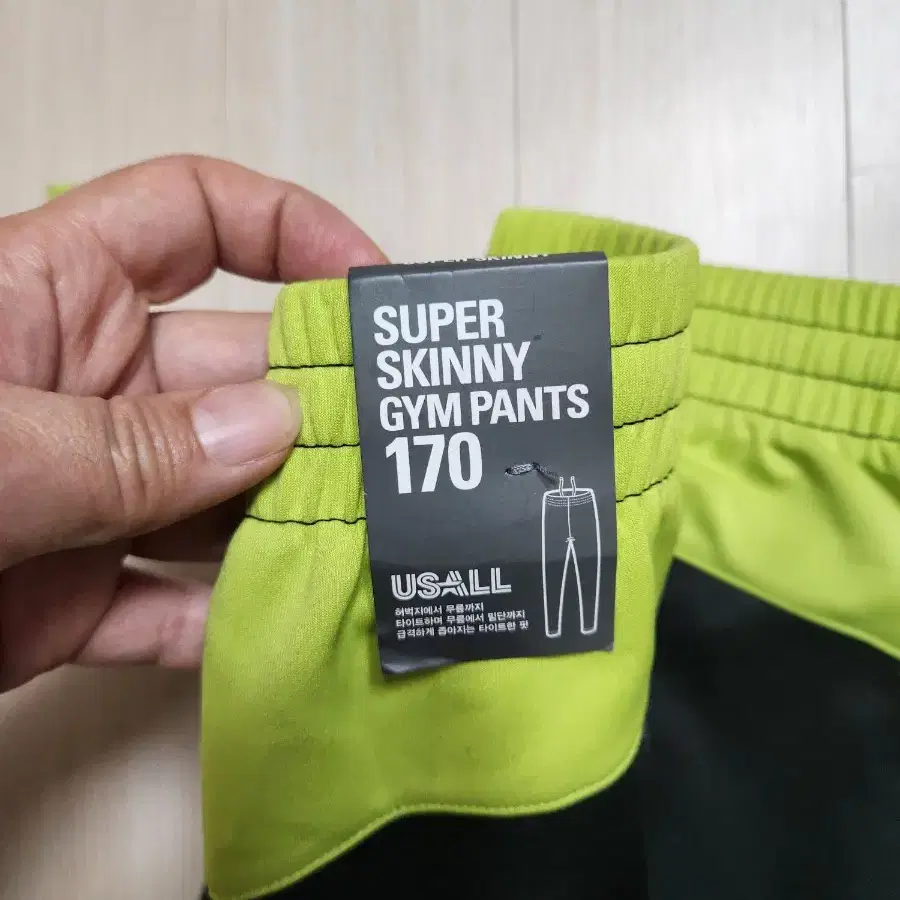 SUPER
SKINNY
GYM PANTS
170
USALL
허벅지에서 무릎까지
타이트하며 무릎에서 밑단까지
급격하게 좁아지는 타이트한 핏